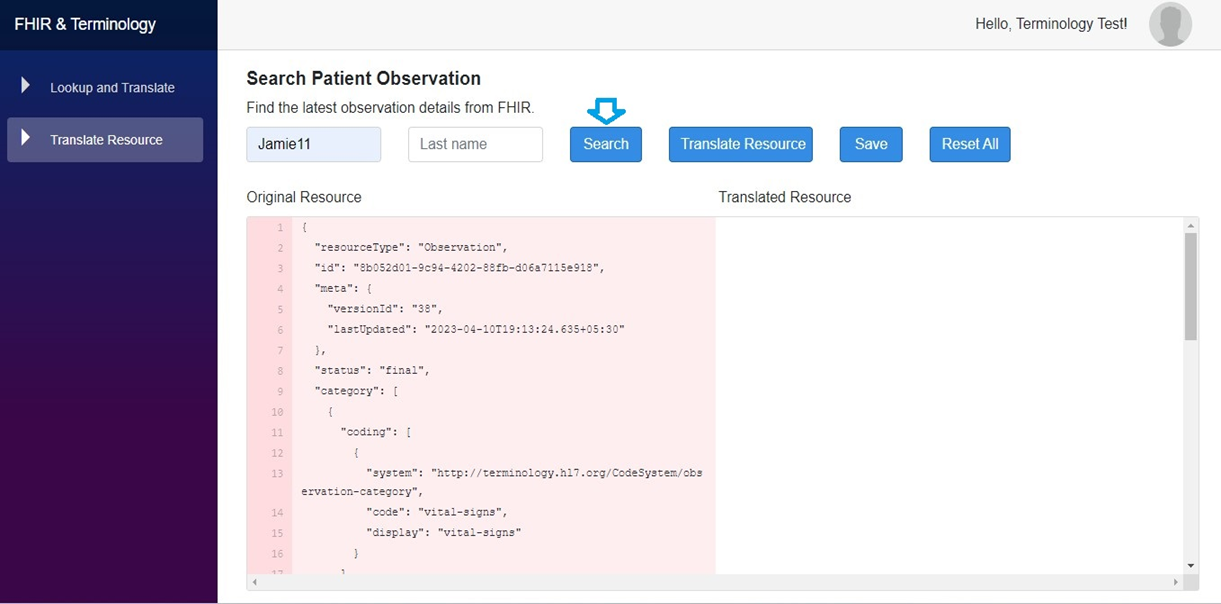 FHIR & Terminology
Hello, Terminology Test!
Lookup and Translate
Translate Resource
Search Patient Observation
Find the latest observation details from FHIR.
Jamie11
Last name
Search
Translate Resource
Save
Reset All
Original Resource
Translated Resource
1 {
2 "resourceType": "Observation",
3 "id": "8b052d01-9c94-4202-88fb-d06a7115e918",
4 "meta": {
5 "versionId": "38",
6 "lastUpdated": "2023-04-10T19:13:24.635+05:30"
7 },
8 "status": "final",
9 "category": [
10 {
11 "coding": [
12 {
13 "system": "http://terminology.hl7.org/CodeSystem/obs
ervation-category",
14 "code": "vital-signs",
15 "display": "vital-signs"
16 }
17 ]